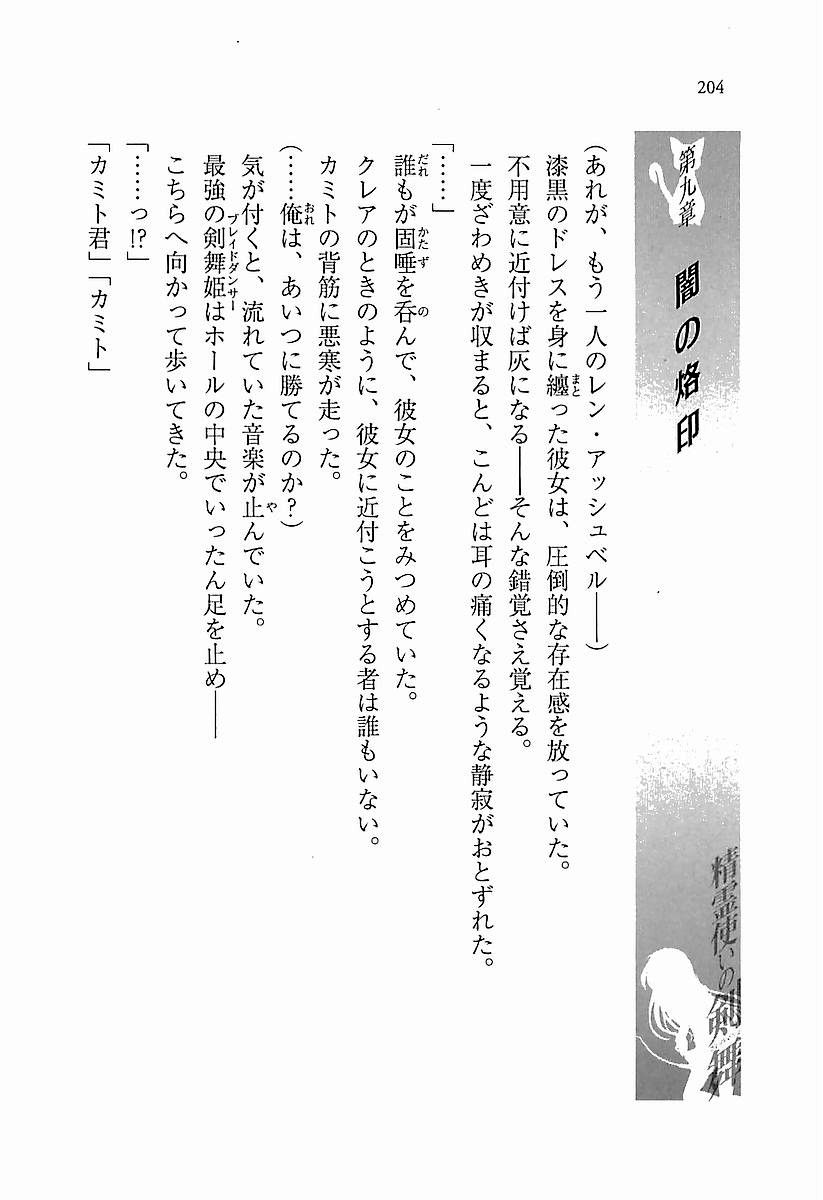 204
第九章
闇の烙印
精霊使いの剣舞
（あれが、もう一人のレン・アッシュベル――）
漆黒のドレスを身に纏った彼女は、圧倒的な存在感を放っていた。
不用意に近付けば灰になる――そんな錯覚さえ覚える。
一度ざわめきが収まると、こんどは耳の痛くなるような静寂がおとずれた。
「……」
誰もが固唾を呑んで、彼女のことをみつめていた。
クレアのときのように、彼女に近付こうとする者は誰もいない。
カミトの背筋に悪寒が走った。
（……俺は、あいつに勝てるのか？）
気が付くと、流れていた音楽が止んでいた。
最強の剣舞姫はホールの中央でいったん足を止め――
こちらへ向かって歩いてきた。
「……っ!?」
「カミト君」「カミト」